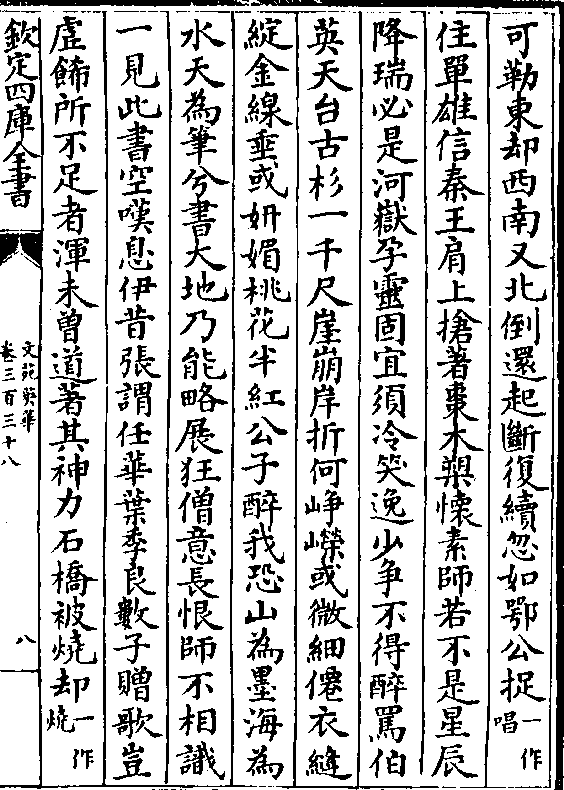 可勒東却西南又北倒還起斷復續忽如鄂公捉一作唱
住單雄信秦王肩上搶著棗木槊懷素師若不是星辰
降瑞必是河嶽孕靈固宜須冷笑逸少争不得醉罵伯
英天台古杉一千尺崖崩岸折何崢嶸或微細僊衣縫
綻金線垂或妍媚桃花半紅公子醉我恐山為墨海為
水天為筆兮書大地乃能略展狂僧意長恨師不相識
一見此書空嘆息伊昔張謂任華葉季良數子贈歌豈
虚飾所不足者渾未曾道著其神力石橋被燒却一作燒
欽定四庫全書
文苑英華
卷三百三十八
八